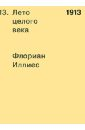 13. Лето 1913
целого
века
Флориан
Иллиес